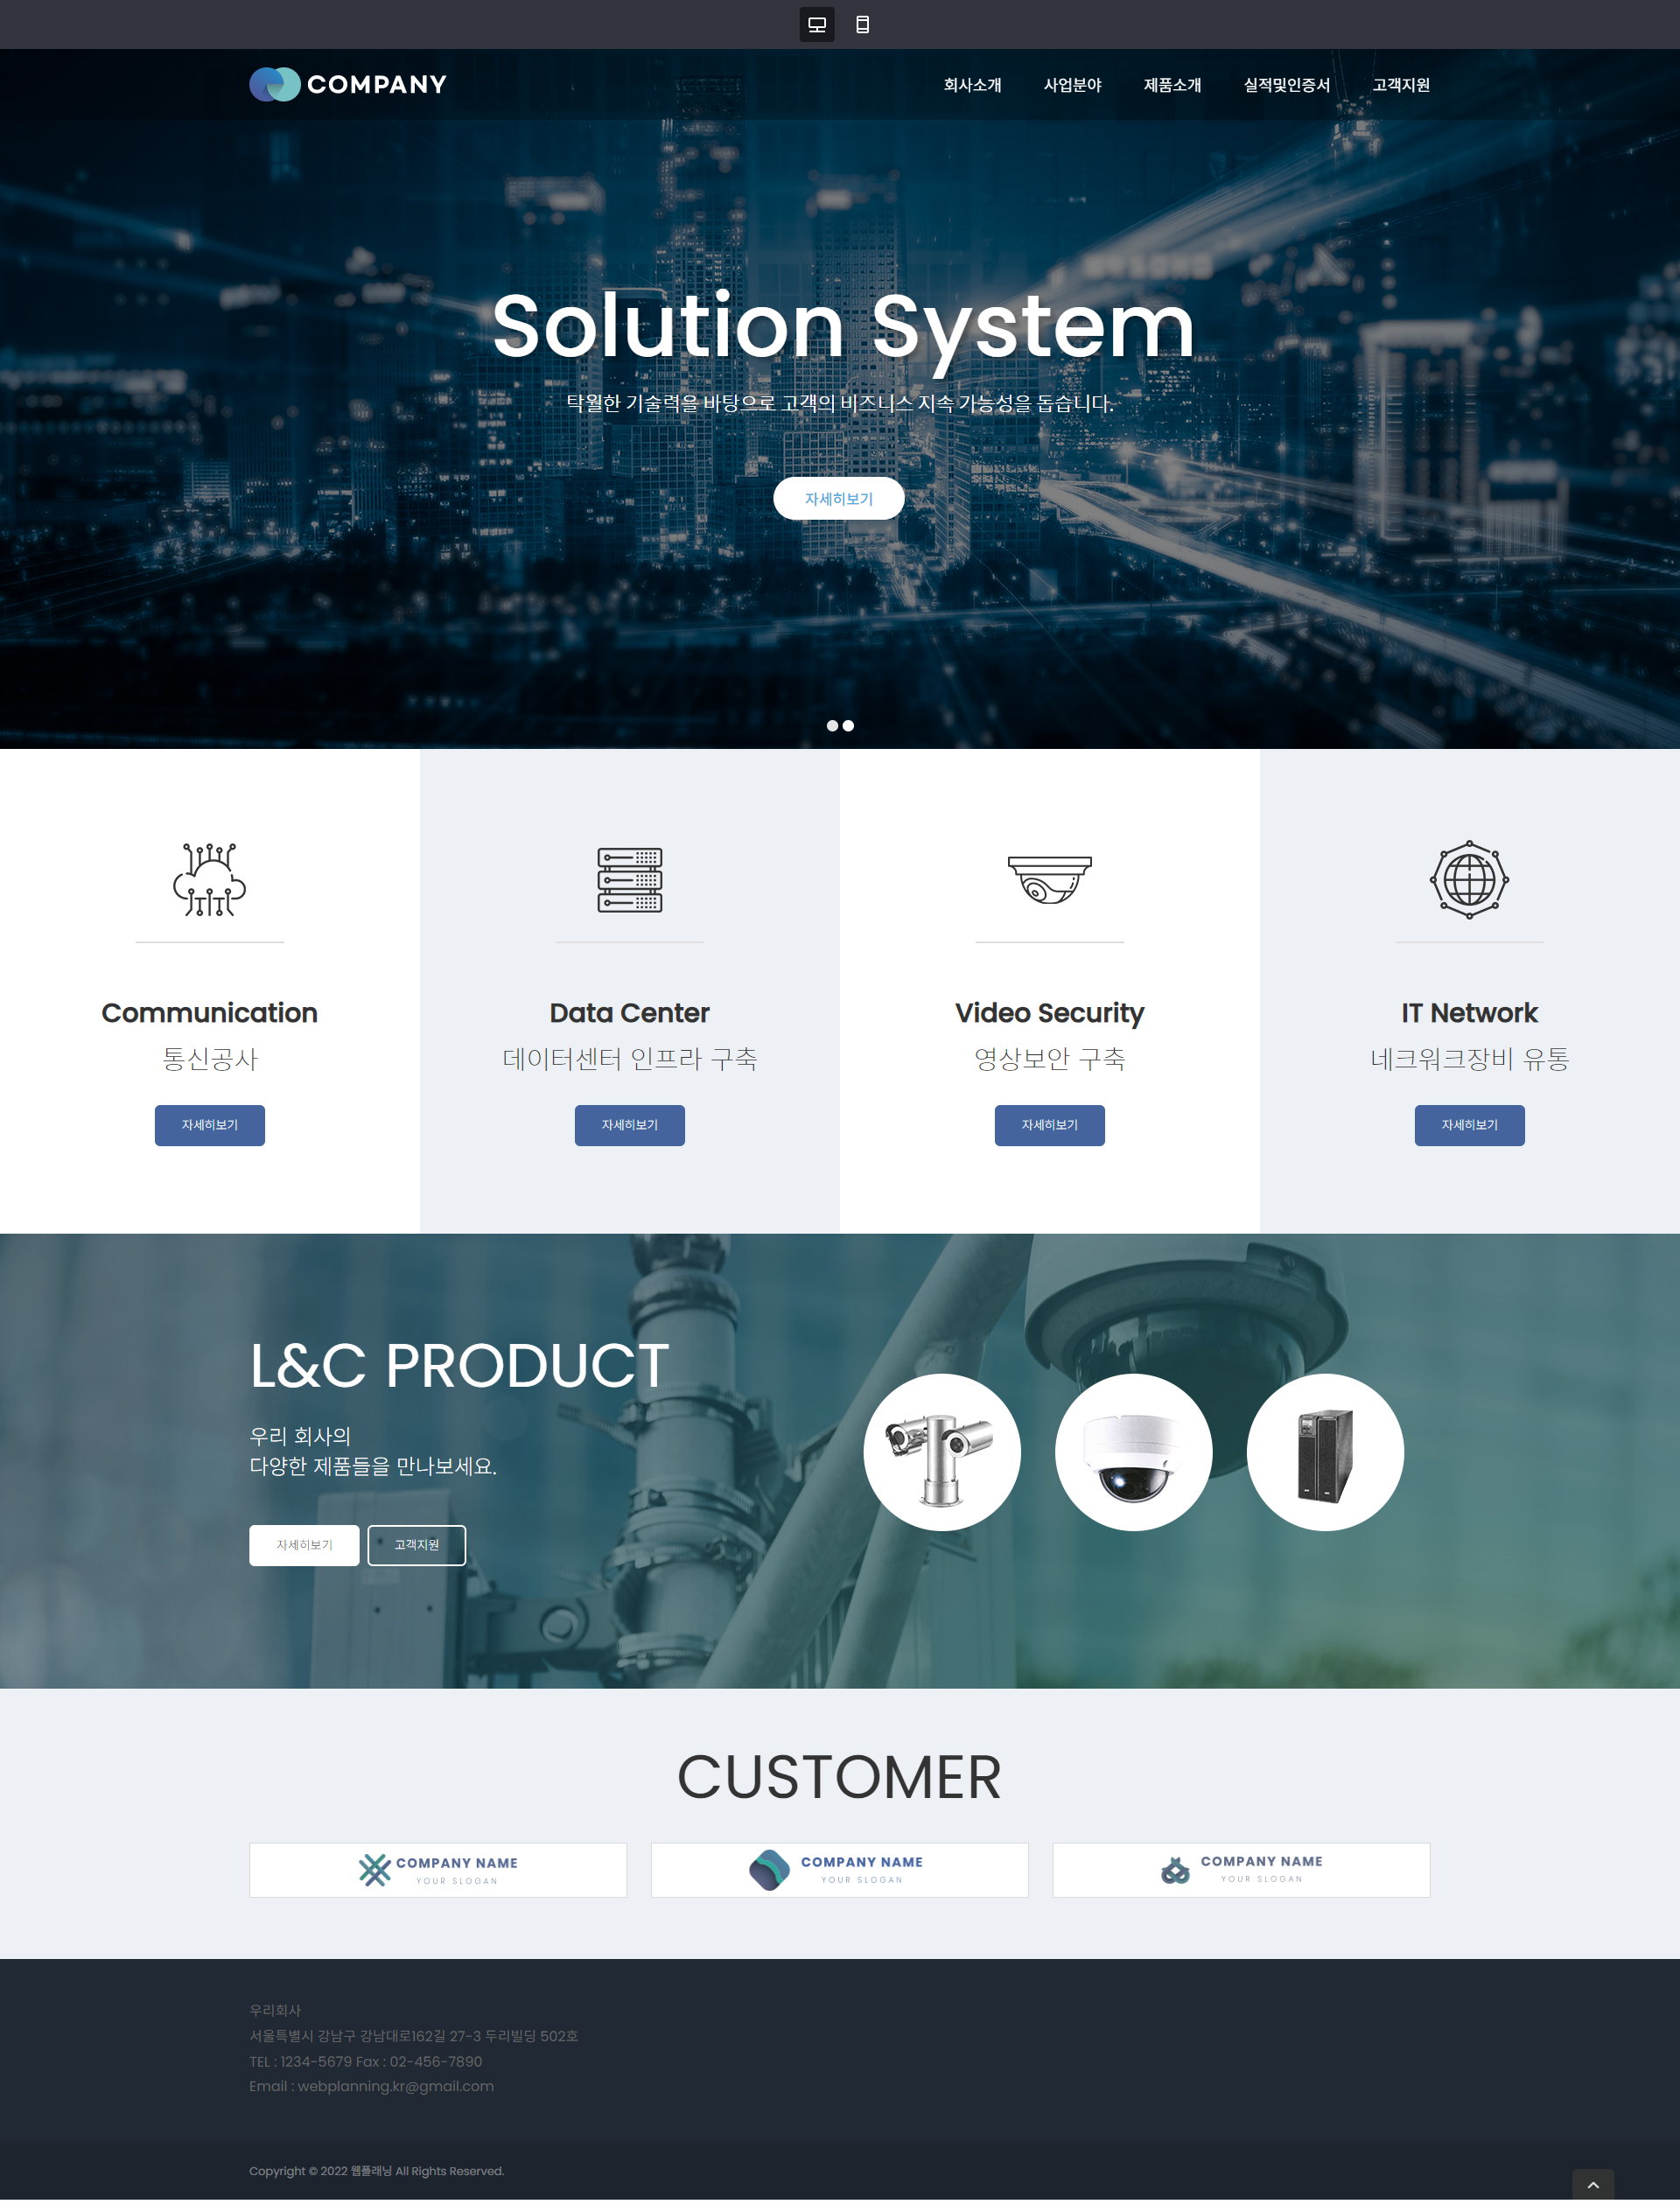 COMPANY
회사소개 사업분야 제품소개 실적및인증서 고객지원
Solution System
탁월한 기술력을 바탕으로 고객의 비즈니스 지속 가능성을 돕습니다.
자세히보기
Communication
통신공사
자세히보기
Data Center
데이터센터 인프라 구축
자세히보기
Video Security
영상보안 구축
자세히보기
IT Network
네크워크장비 유통
자세히보기
L&C PRODUCT
우리 회사의
다양한 제품들을 만나보세요.
자세히보기 고객지원
CUSTOMER
COMPANY NAME
YOUR SLOGAN
COMPANY NAME
YOUR SLOGAN
COMPANY NAME
YOUR SLOGAN
우리회사
서울특별시 강남구 강남대로162길 27-3 두리빌딩 502호
TEL : 1234-5679 Fax : 02-456-7890
Email : webplanning.kr@gmail.com
Copyright © 2022 웹플래닝 All Rights Reserved.